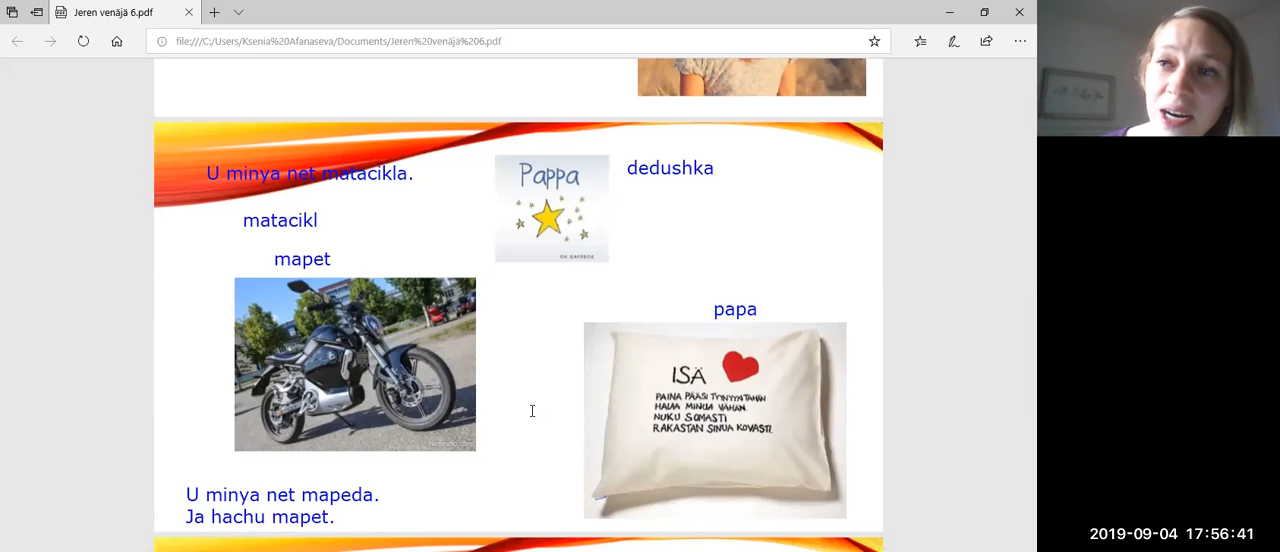 Jeren venäjä 6.pdf
file:///C:/Users/Ksenia%20Afanaseva/Documents/Jeren%20venäjä%206.pdf
U minya net matacikla.
Pappa
dedushka
matacikl
mapet
EN GAVEBOK
papa
ISÄ
PAINA PÄÄSI TYYNYYN TÄHÄN
HALAA MINUA VÄHÄN.
NUKU SOMASTI
RAKASTAN SINUA KOVASTI.
U minya net mapeda.
Ja hachu mapet.
2019-09-04 17:56:41